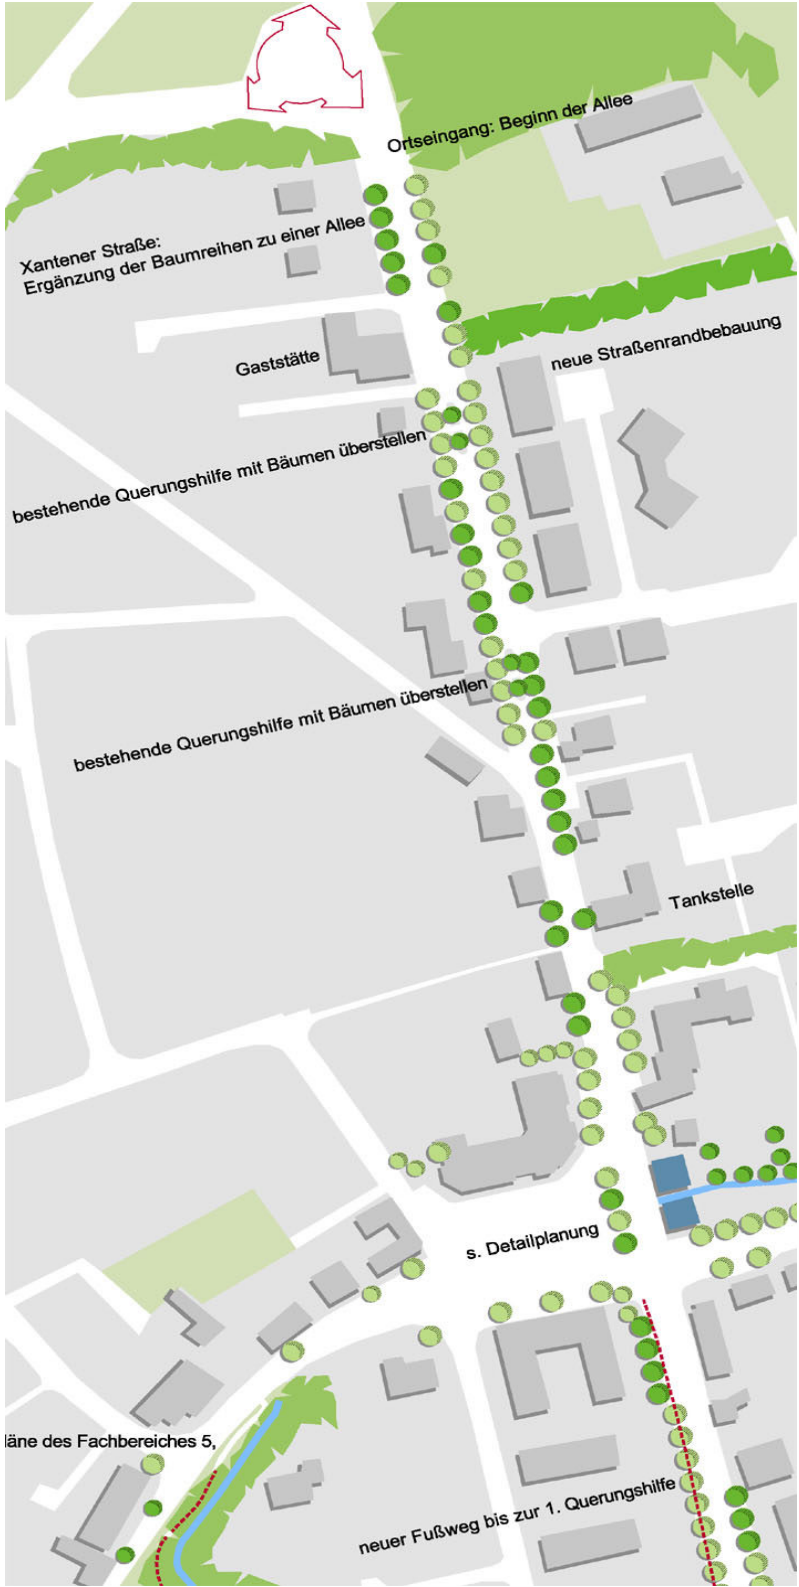 Ortseingang: Beginn der Allee
Xantener Straße:
Ergänzung der Baumreihen zu einer Allee
neue Straßenrandbebauung
Gaststätte
bestehende Querungshilfe mit Bäumen überstellen
bestehende Querungshilfe mit Bäumen überstellen
Tankstelle
s. Detailplanung
läne des Fachbereiches 5,
neuer Fußweg bis zur 1. Querungshilfe